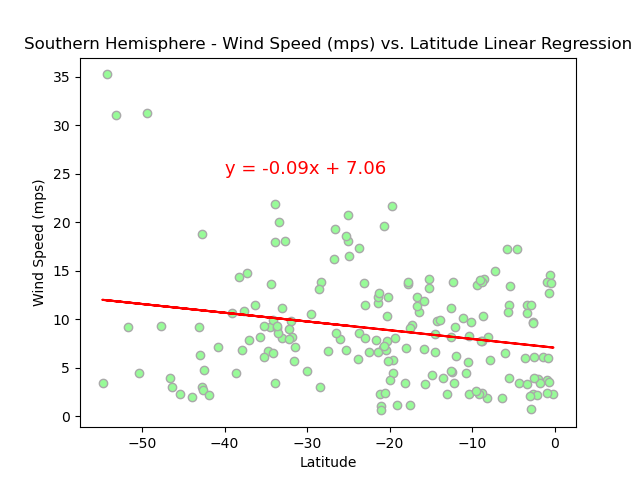 Southern Hemisphere - Wind Speed (mps) vs. Latitude Linear Regression
35
30
25
20
15
10
5
0
Wind Speed (mps)
y = -0.09x + 7.06
−50 −40 −30 −20 −10 0
Latitude